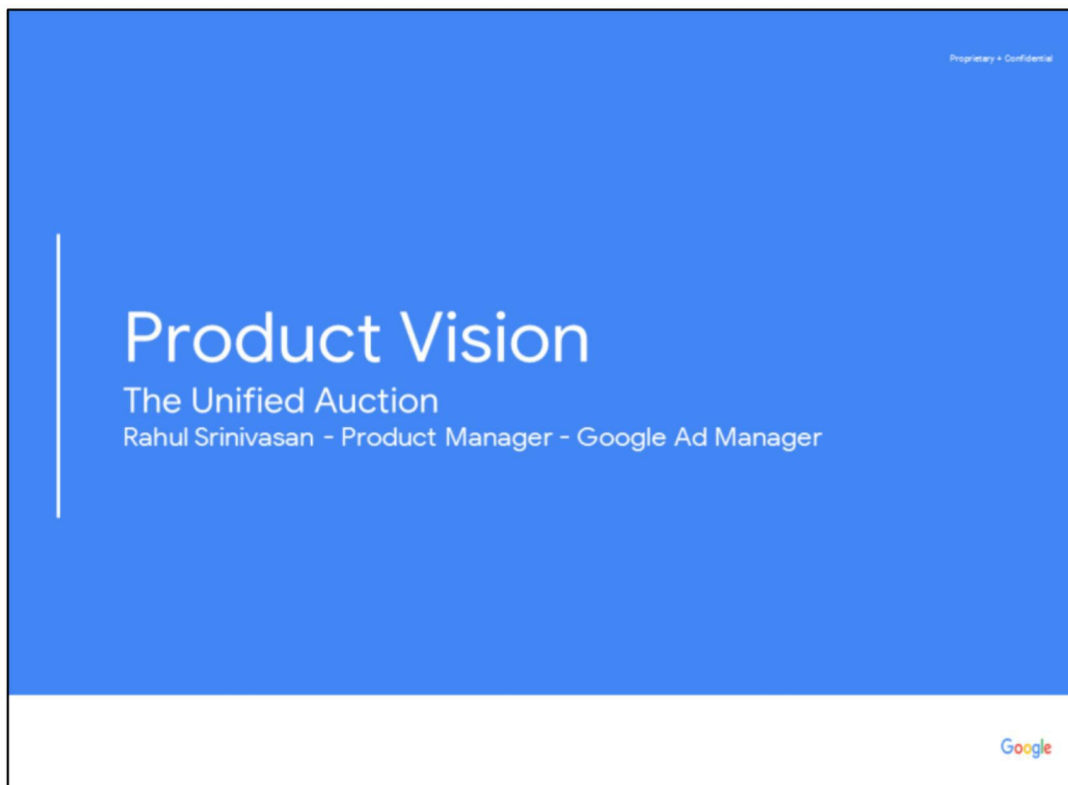 Proprietary + Confidential
Product Vision
The Unified Auction
Rahul Srinivasan - Product Manager - Google Ad Manager
Google